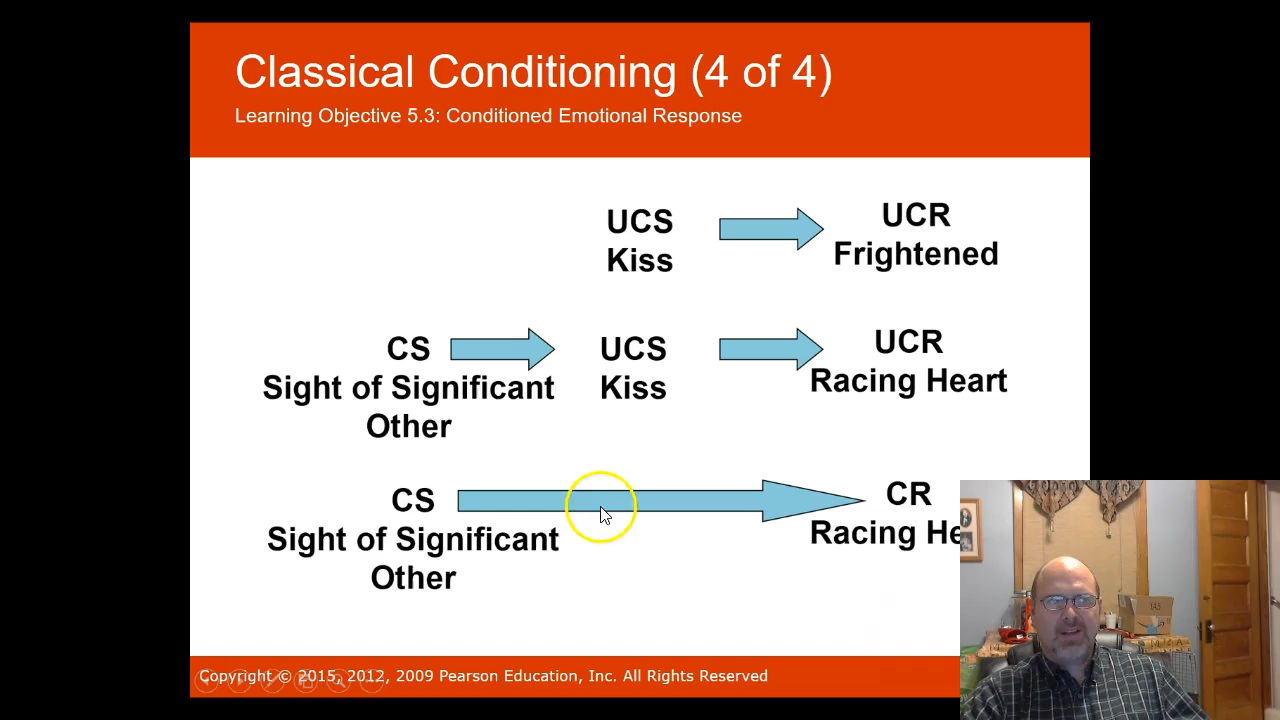 Classical Conditioning (4 of 4)
Learning Objective 5.3: Conditioned Emotional Response
UCS
Kiss
UCR
Frightened
CS
Sight of Significant
Other
UCS
Kiss
UCR
Racing Heart
CS
Sight of Significant
Other
CR
Racing He
Copyright © 2015, 2012, 2009 Pearson Education, Inc. All Rights Reserved